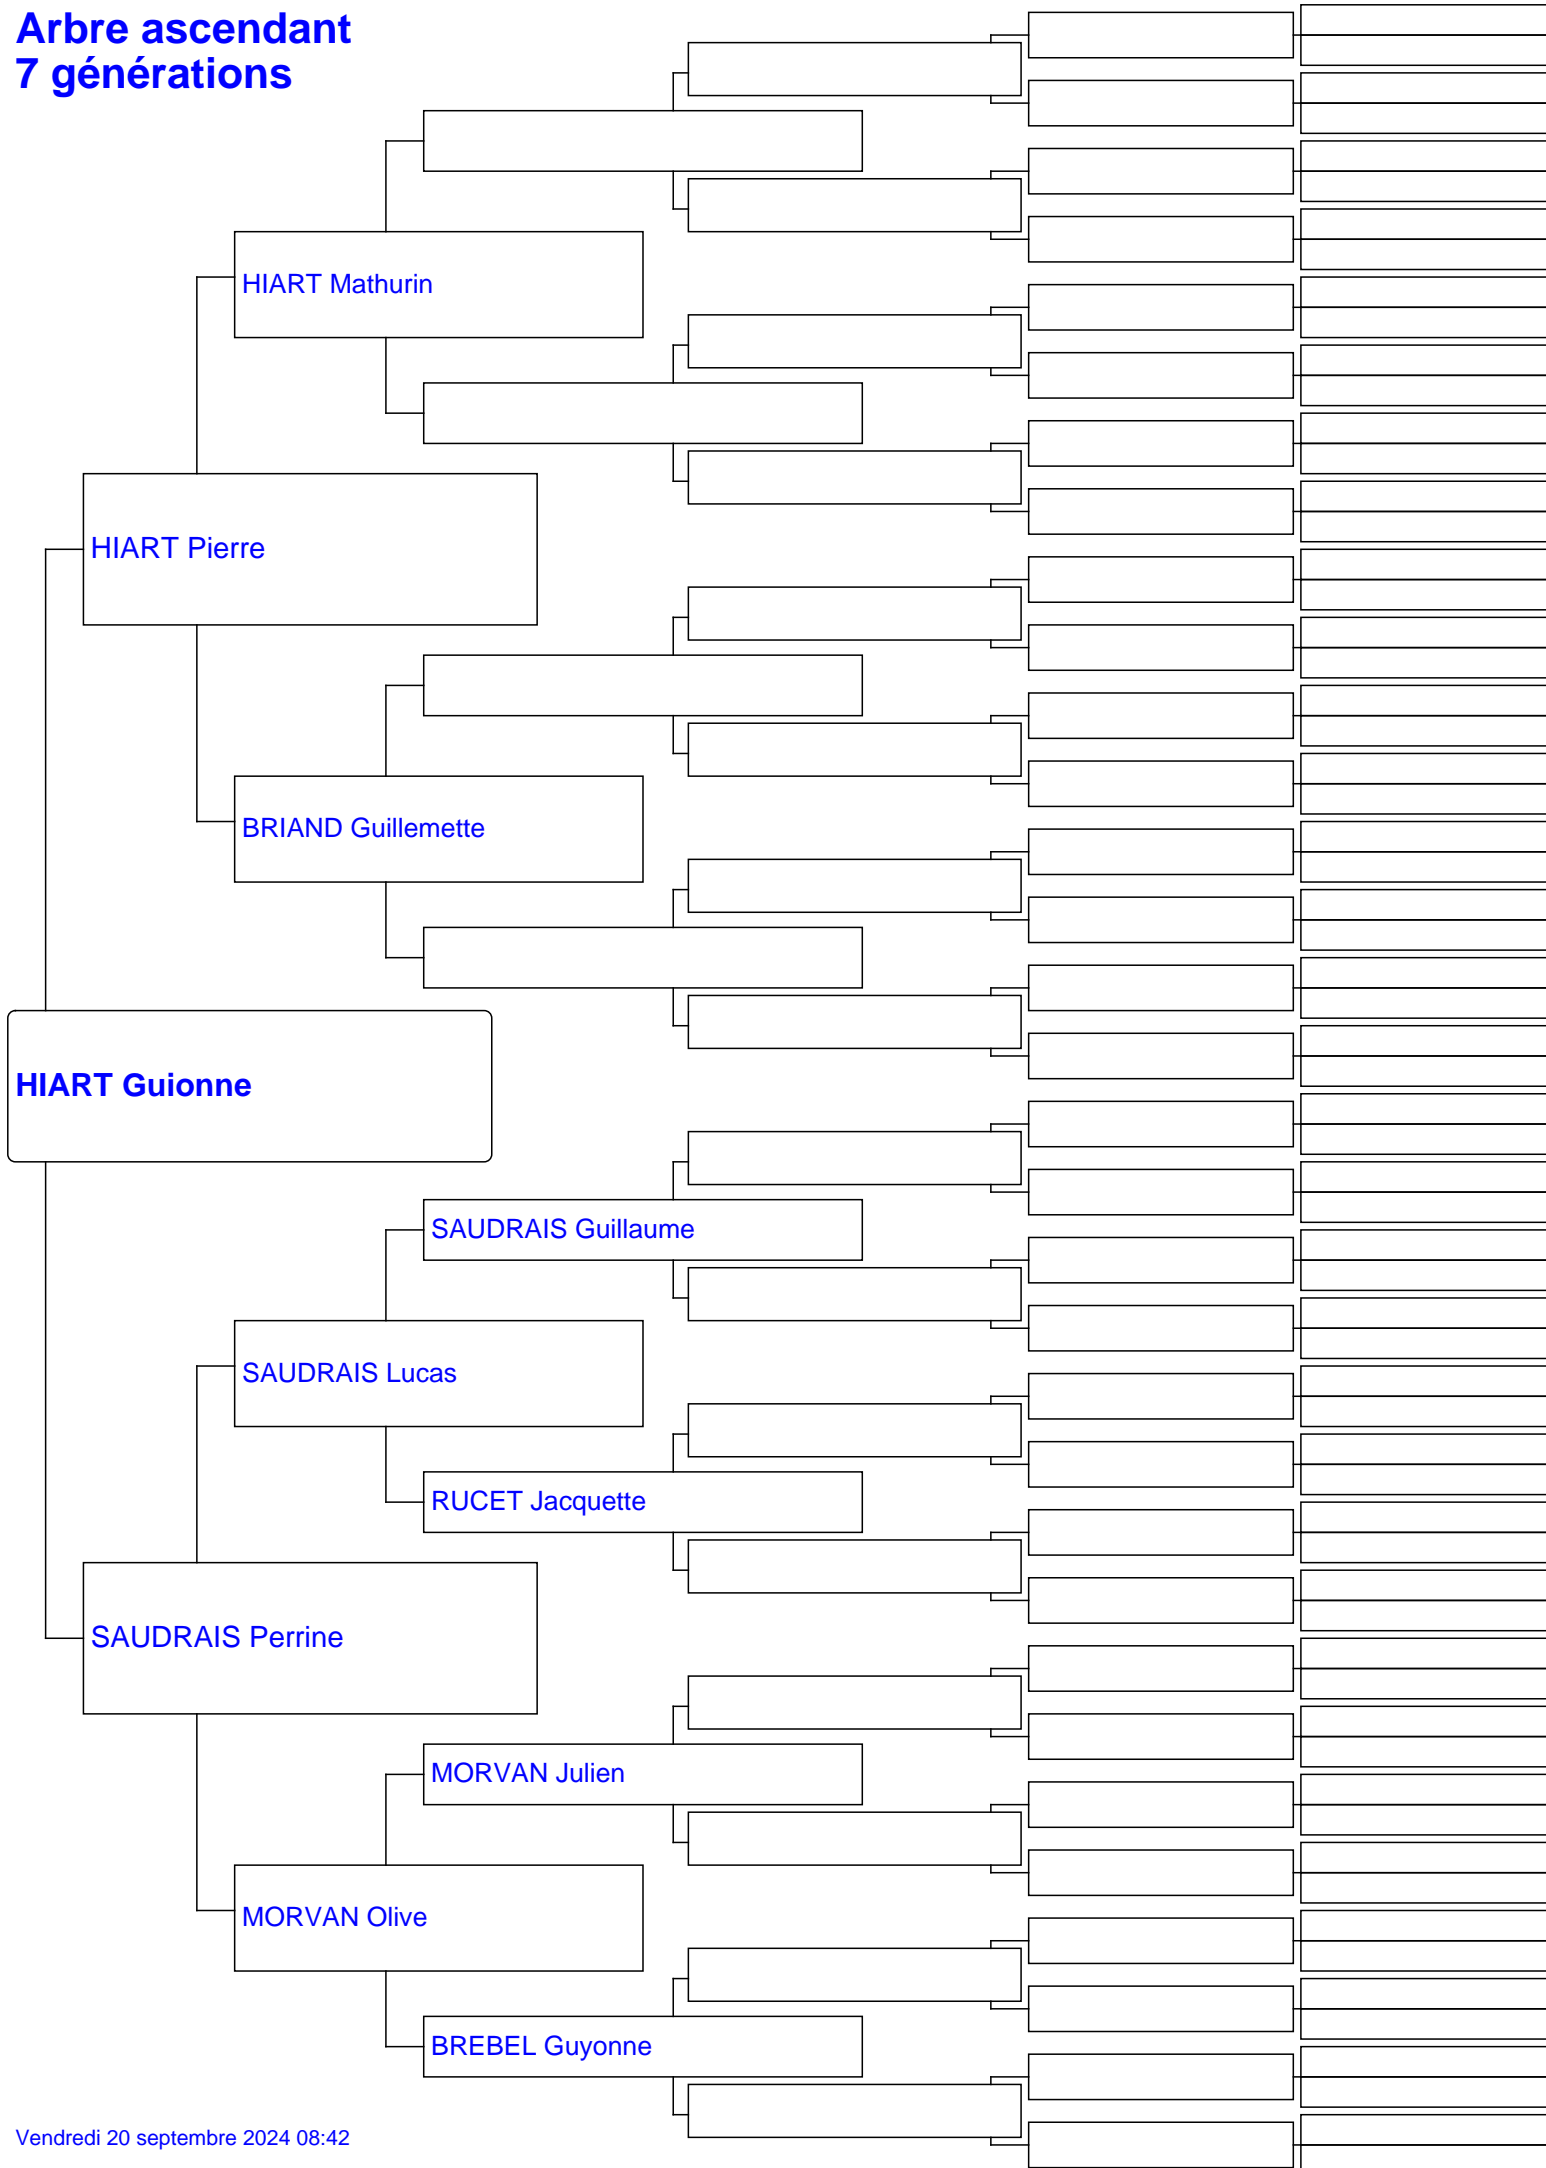 Arbre ascendant
7 générations
HIART Mathurin
HIART Pierre
BRIAND Guillemette
HIART Guionne
SAUDRAIS Guillaume
SAUDRAIS Lucas
RUCET Jacquette
SAUDRAIS Perrine
MORVAN Julien
MORVAN Olive
BREBEL Guyonne
Vendredi 20 septembre 2024 08:42